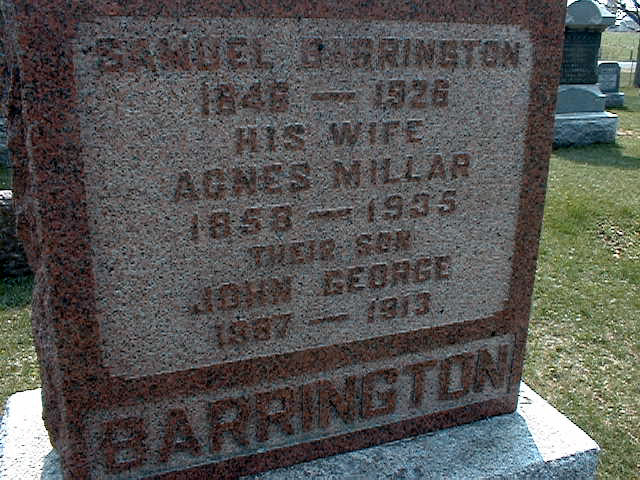 SAMUEL BARRINGTON
1846 — 1926
HIS WIFE
AGNES MILLAR
1858 — 1935
THEIR SON
JOHN GEORGE
1887 — 1913
BARRINGTON